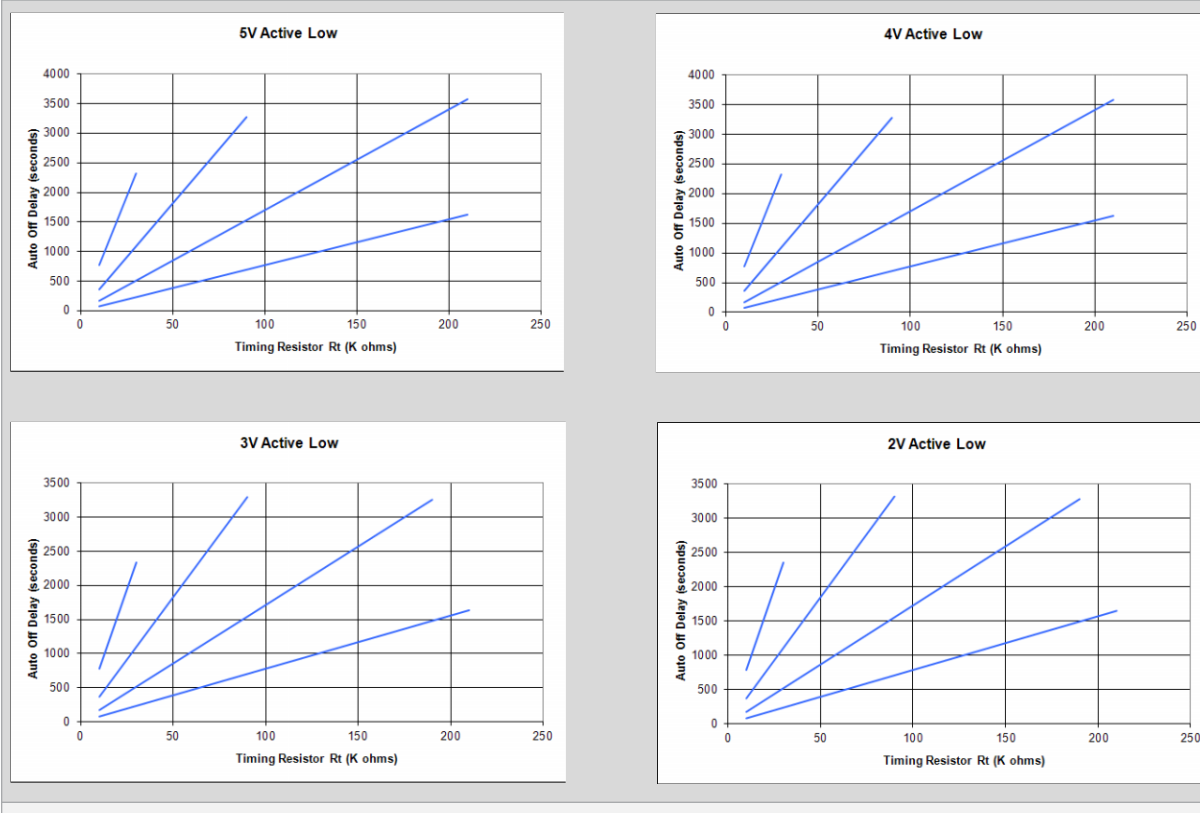 5V Active Low
4000
3500
3000
2500
2000
1500
1000
500
0
Auto Off Delay (seconds)
0 50 100 150 200 250
Timing Resistor Rt (K ohms)
4V Active Low
4000
3500
3000
2500
2000
1500
1000
500
0
Auto Off Delay (seconds)
0 50 100 150 200 250
Timing Resistor Rt (K ohms)
3V Active Low
3500
3000
2500
2000
1500
1000
500
0
Auto Off Delay (seconds)
0 50 100 150 200 250
Timing Resistor Rt (K ohms)
2V Active Low
3500
3000
2500
2000
1500
1000
500
0
Auto Off Delay (seconds)
0 50 100 150 200 250
Timing Resistor Rt (K ohms)